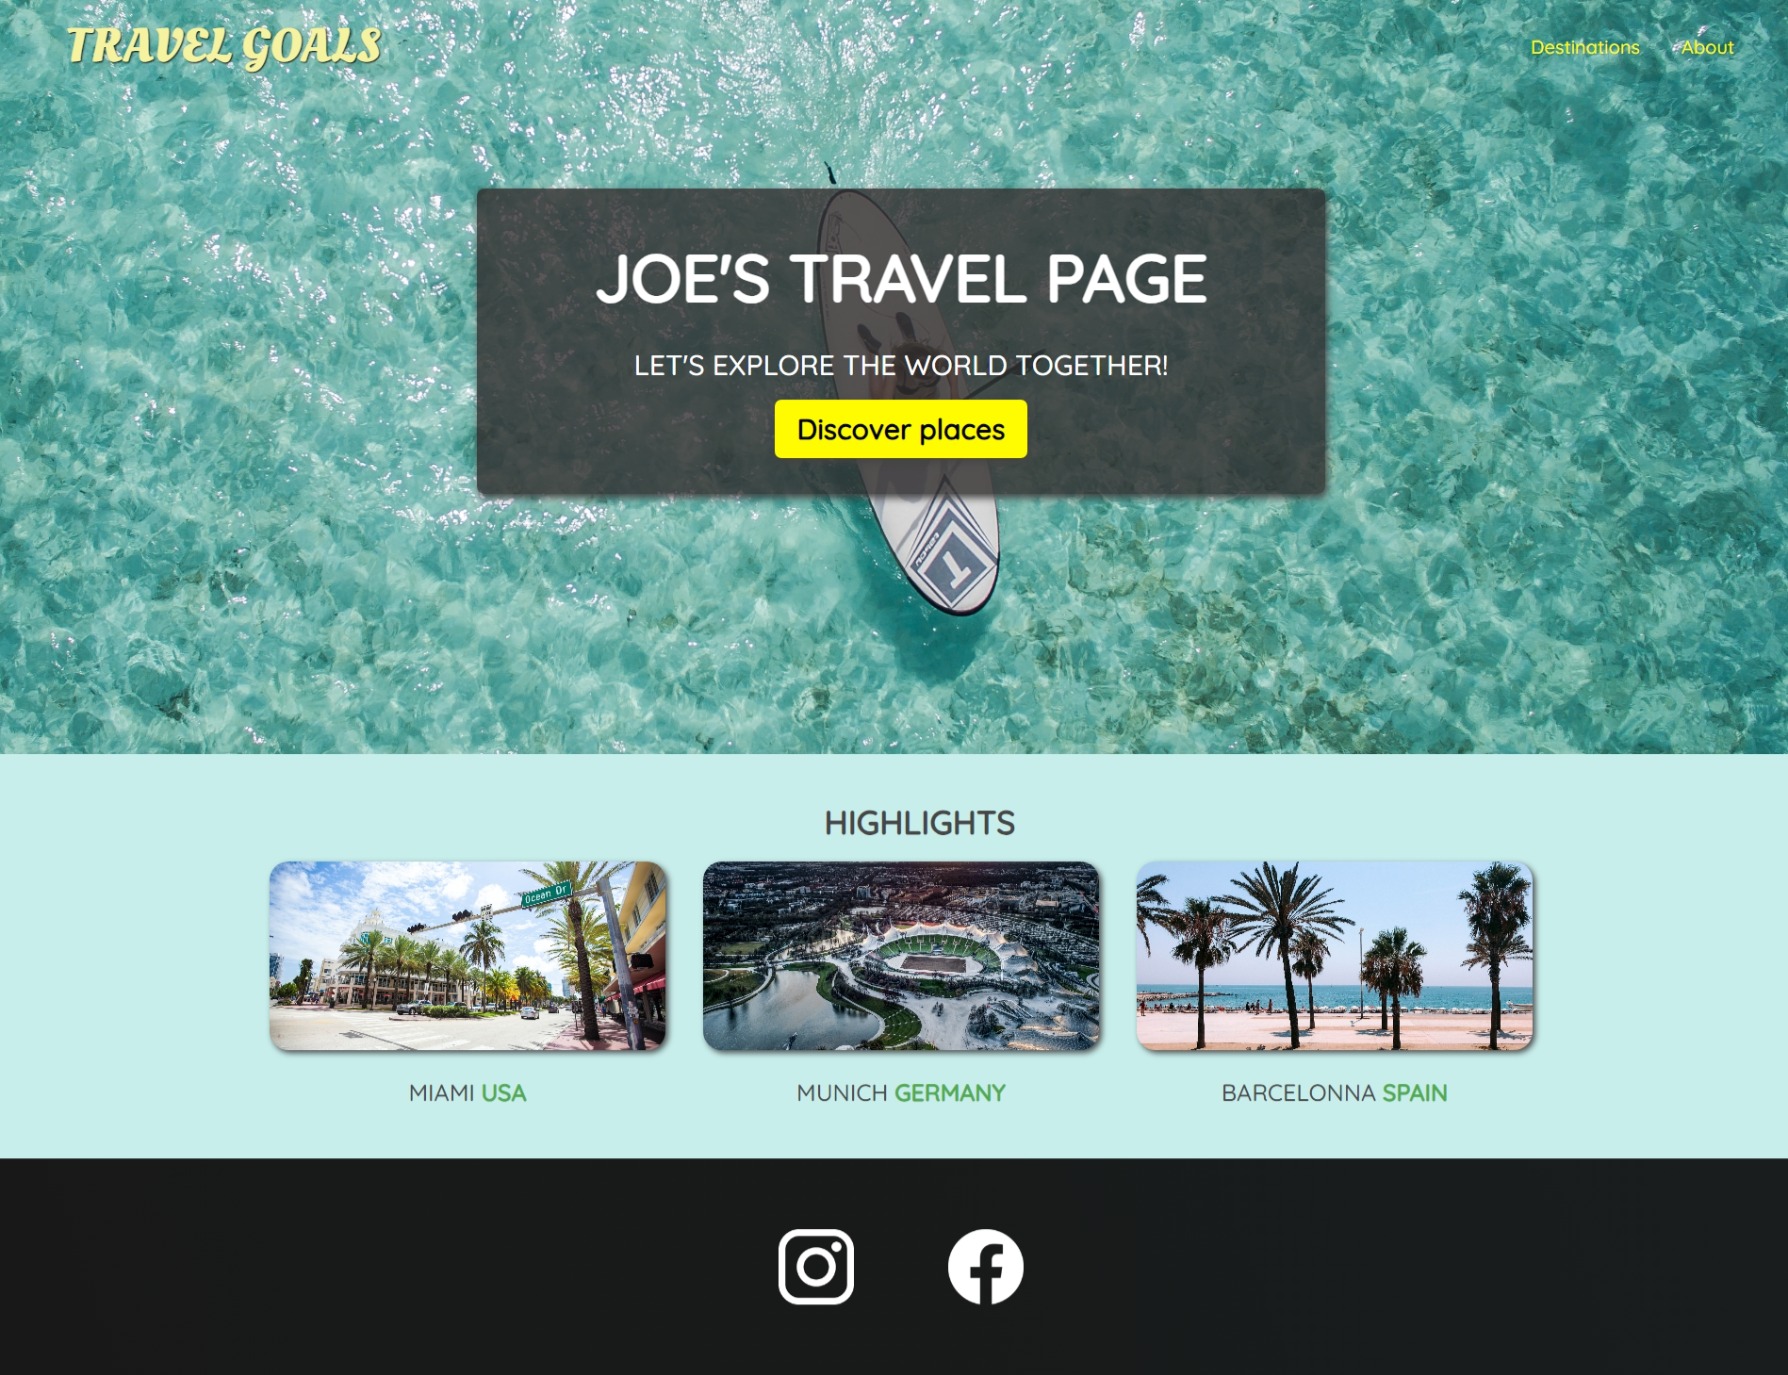 TRAVEL GOALS
Destinations
About
JOE'S TRAVEL PAGE
LET'S EXPLORE THE WORLD TOGETHER!
Discover places
HIGHLIGHTS
Ocean Dr
MIAMI USA
MUNICH GERMANY
BARCELONNA SPAIN